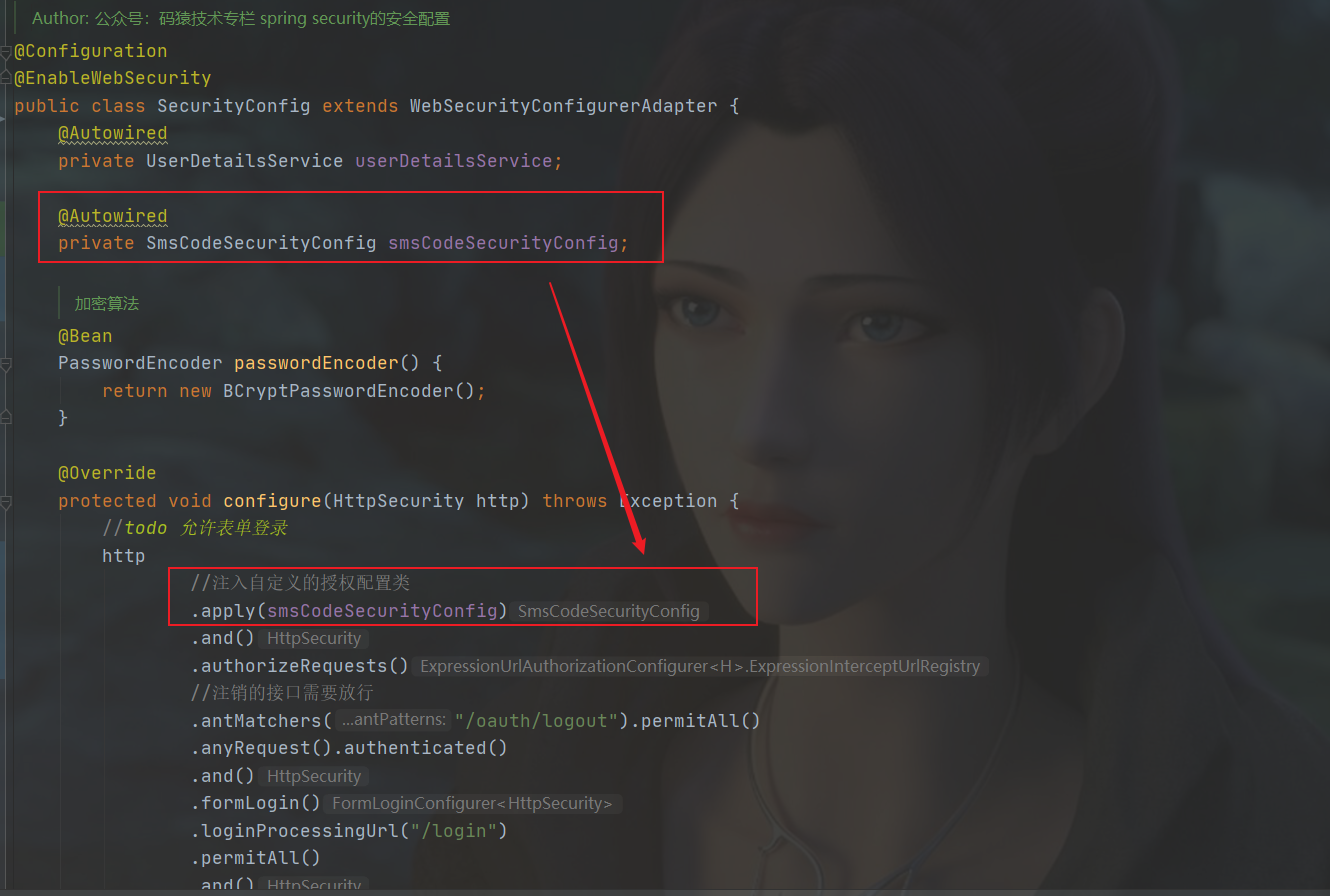 Author: 公众号：码猿技术专栏 spring security的安全配置
@Configuration
@EnableWebSecurity
public class SecurityConfig extends WebSecurityConfigurerAdapter {
@Autowired
private UserDetailsService userDetailsService;
@Autowired
private SmsCodeSecurityConfig smsCodeSecurityConfig;
加密算法
@Bean
PasswordEncoder passwordEncoder() {
return new BCryptPasswordEncoder();
}
@Override
protected void configure(HttpSecurity http) throws Exception {
//todo 允许表单登录
http
//注入自定义的授权配置类
.apply(smsCodeSecurityConfig) SmsCodeSecurityConfig
.and() HttpSecurity
.authorizeRequests() ExpressionUrlAuthorizationConfigurer<H>.ExpressionInterceptUrlRegistry
//注销的接口需要放行
.antMatchers( ...antPatterns: "/oauth/logout").permitAll()
.anyRequest().authenticated()
.and() HttpSecurity
.formLogin() FormLoginConfigurer<HttpSecurity>
.loginProcessingUrl("/login")
.permitAll()
.and() HttpSecurity